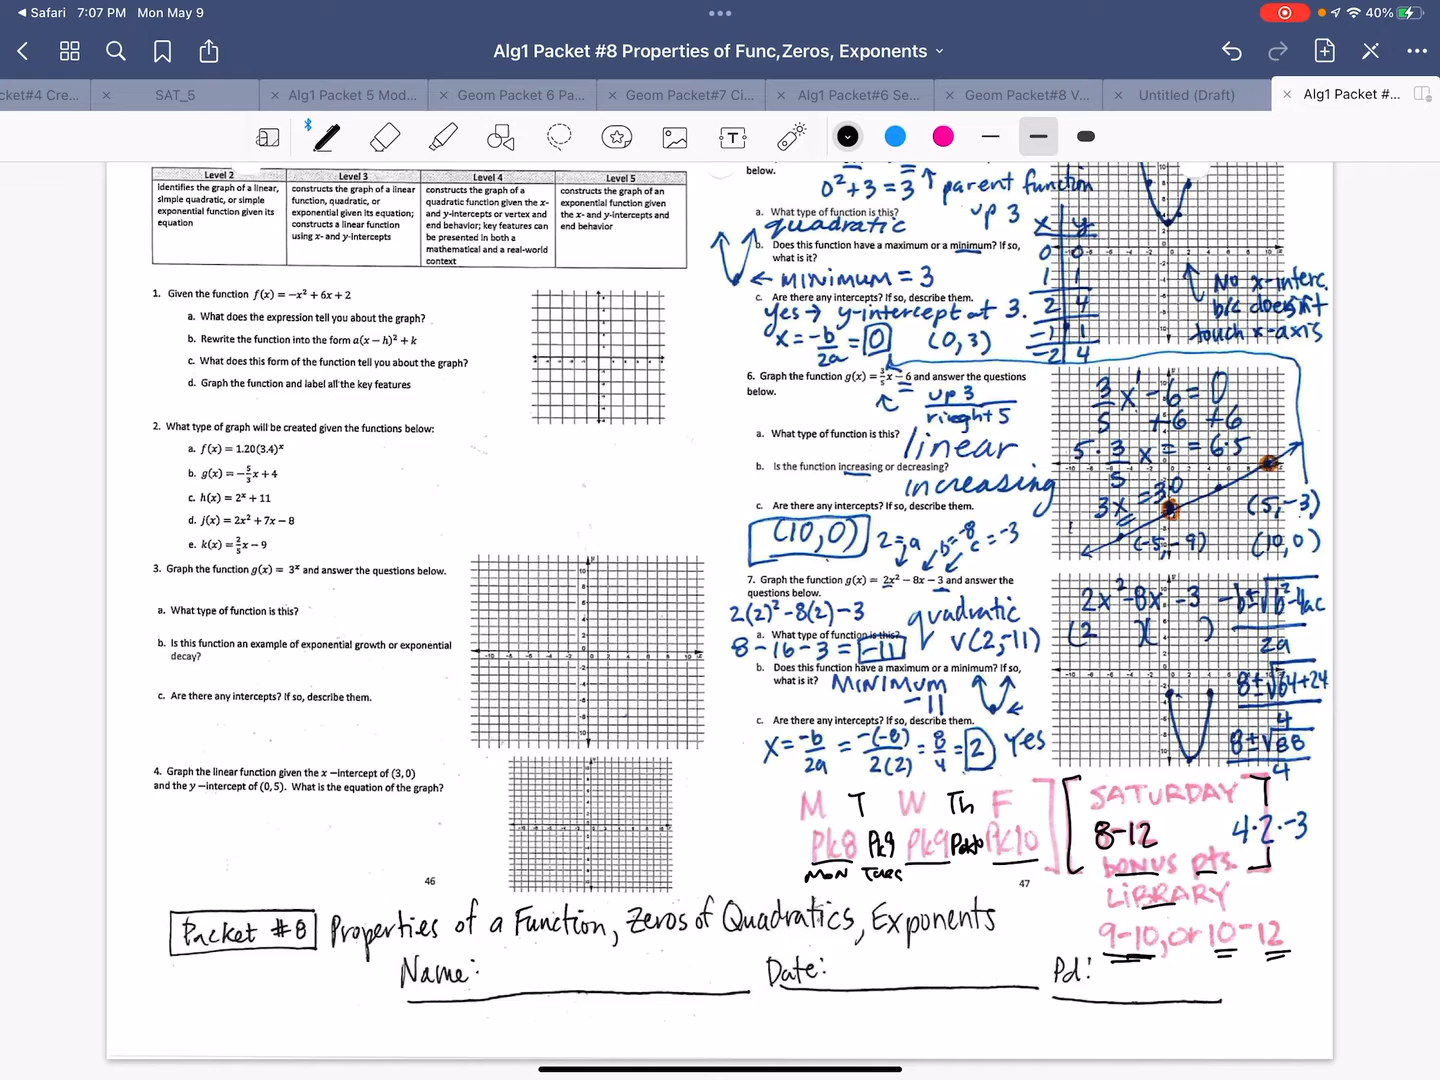 Safari 7:07 PM Mon May 9 40%
Alg1 Packet #8 Properties of Func,Zeros, Exponents
cket#4 Cre... SAT_5 Alg1 Packet 5 Mod... Geom Packet 6 Pa... Geom Packet#7 Ci... Alg1 Packet#6 Se... Geom Packet#8 V... Untitled (Draft) Alg1 Packet #...
Level 2 Level 3 Level 4 Level 5
Identifies the graph of a linear, simple quadratic, or simple exponential function given its equation
constructs the graph of a linear function, quadratic, or exponential given its equation; constructs a linear function using x- and y-intercepts
constructs the graph of a quadratic function given the x- and y-intercepts or vertex and end behavior; key features can be presented in both a mathematical and a real-world context
constructs the graph of an exponential function given the x- and y-intercepts and end behavior
1. Given the function f(x) = −x² + 6x + 2
a. What does the expression tell you about the graph?
b. Rewrite the function into the form a(x − h)² + k
c. What does this form of the function tell you about the graph?
d. Graph the function and label all the key features
2. What type of graph will be created given the functions below:
a. f(x) = 1.20(3.4)ˣ
b. g(x) = −5/3x + 4
c. h(x) = 2ˣ + 11
d. j(x) = 2x² + 7x − 8
e. k(x) = 2/5x − 9
3. Graph the function g(x) = 3ˣ and answer the questions below.
a. What type of function is this?
b. Is this function an example of exponential growth or exponential
decay?
c. Are there any intercepts? If so, describe them.
4. Graph the linear function given the x −intercept of (3, 0)
and the y −intercept of (0, 5). What is the equation of the graph?
46
below.
0²+3=3 ↑ parent function
up 3
a. What type of function is this?
quadratic
b. Does this function have a maximum or a minimum? If so,
what is it?
← MINIMUM = 3
c. Are there any intercepts? If so, describe them.
yes → y-intercept at 3.
x = -b/2a = 0 (0,3)
x y
0 0
1 1
2 4
-1 1
-2 4
No x-interc.
b/c doesn't
touch x-axis
6. Graph the function g(x) = 3/5x − 6 and answer the questions
below.
up 3
rieght 5
a. What type of function is this?
linear
b. Is the function increasing or decreasing?
increasing
c. Are there any intercepts? If so, describe them.
(10,0)
3/5 x - 6 = 0
+6 +6
5 · 3/5 x = = 6·5
3x = 30
(5,-3)
(-5,-9) (10,0)
2=a b=-8 c=-3
7. Graph the function g(x) = 2x² − 8x − 3 and answer the
questions below.
2(2)²-8(2)-3 quadratic
a. What type of function is this?
8-16-3 = -11 V(2,-11)
b. Does this function have a maximum or a minimum? If so,
what is it? MINIMUM
-11
c. Are there any intercepts? If so, describe them.
x = -b/2a = -(-8)/2(2) = 8/4 = 2 Yes
2x²-8x-3 -b±√b²-4ac
(2 )( ) 2a
8±√64+24
4
8±√88
4
M T W Th F
Pk8 Pk9 Pk9 Pk10 Pk10
Mon Tues
47
SATURDAY
8-12
bonus pts.
LIBRARY
9-10, or 10-12
4·2·-3
Packet #8 Properties of a Function, Zeros of Quadratics, Exponents
Name: Date: Pd: